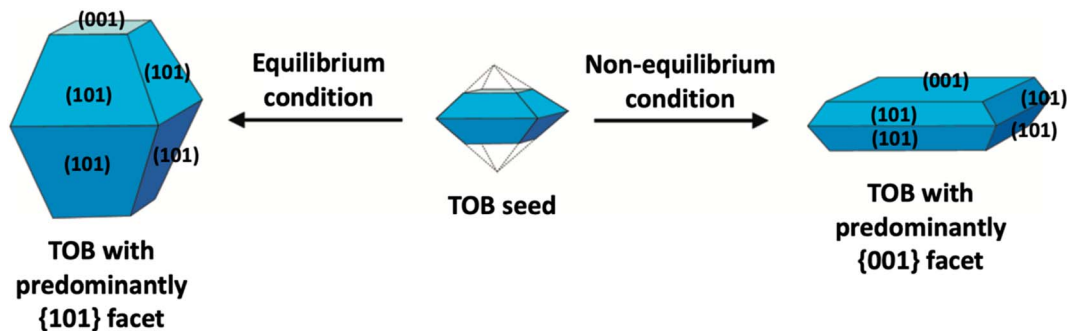 (001)
(101)
(101)
(101)
(101)
TOB with
predominantly
{101} facet
Equilibrium
condition
TOB seed
Non-equilibrium
condition
(001)
(101)
(101)
(101)
(101)
TOB with
predominantly
{001} facet